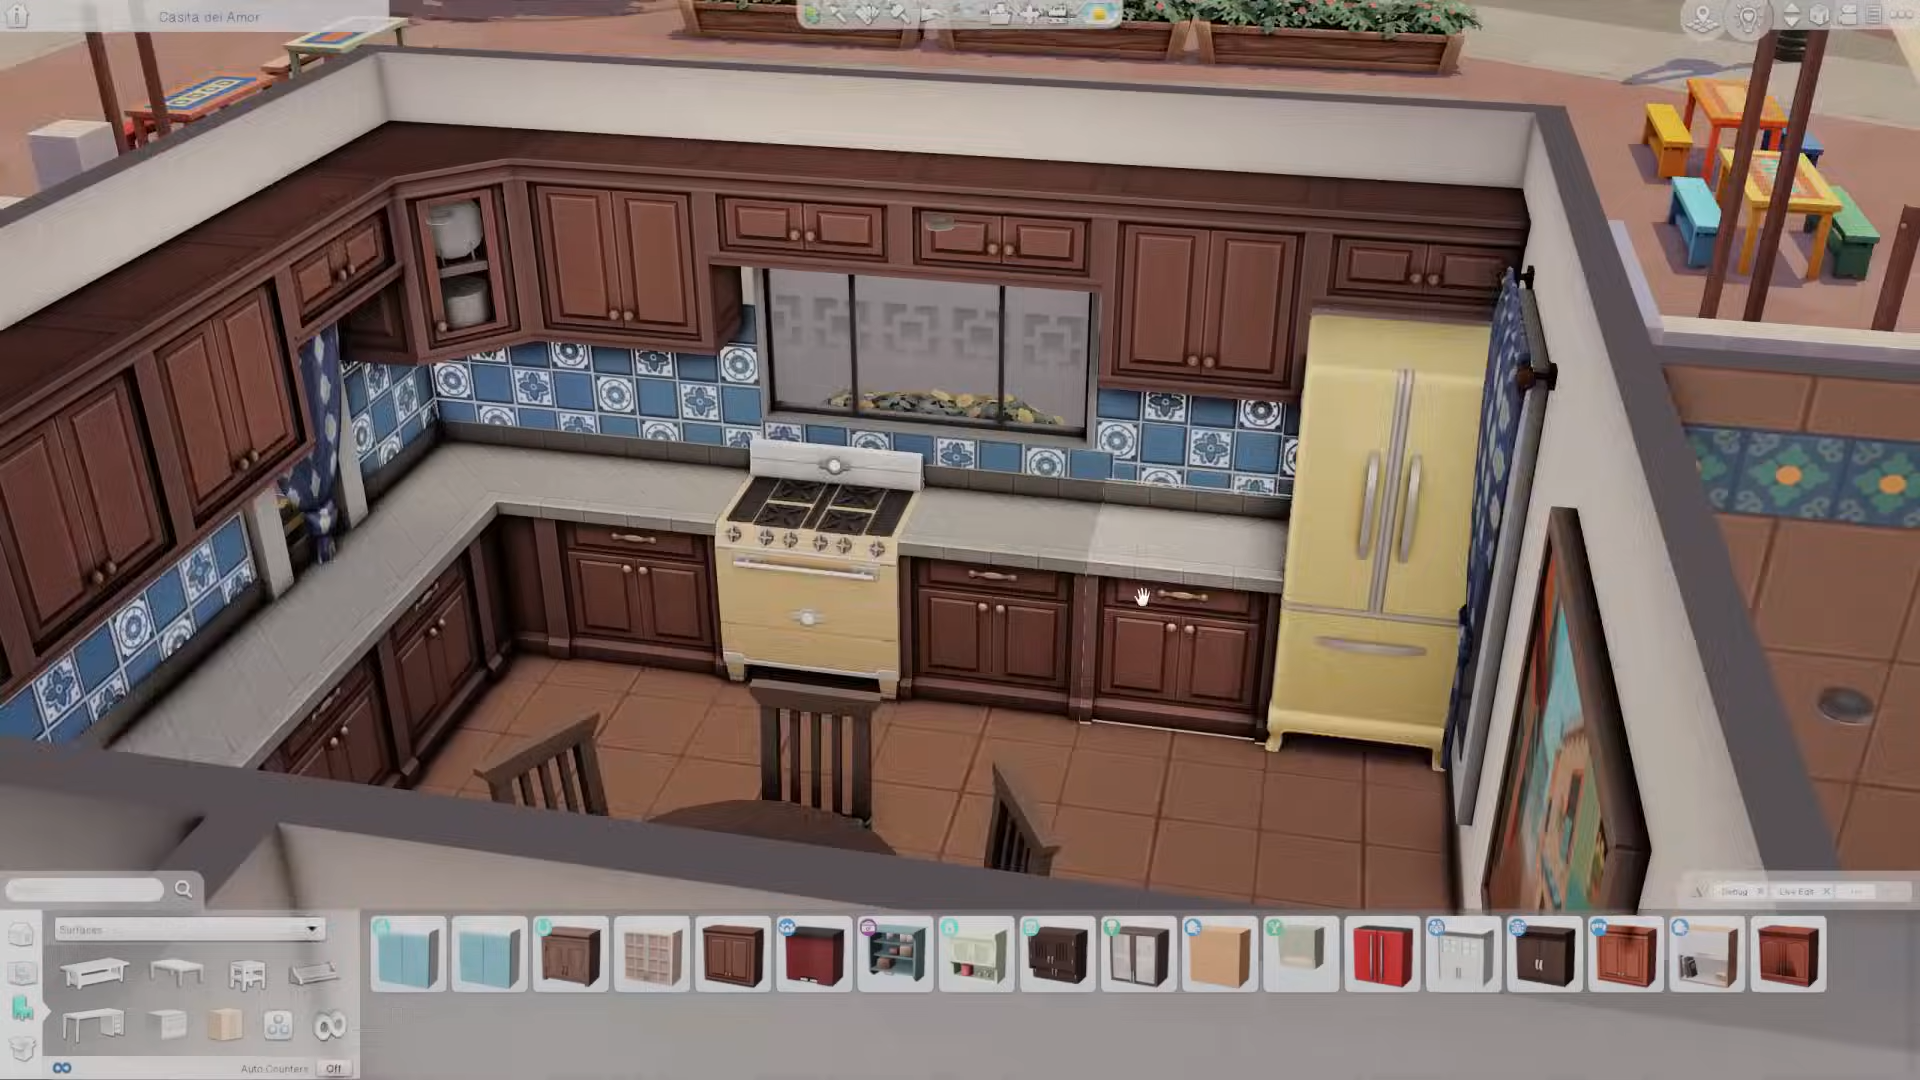 Casita del Amor
Debug
Live Edit
Surfaces
Auto Counters
Off